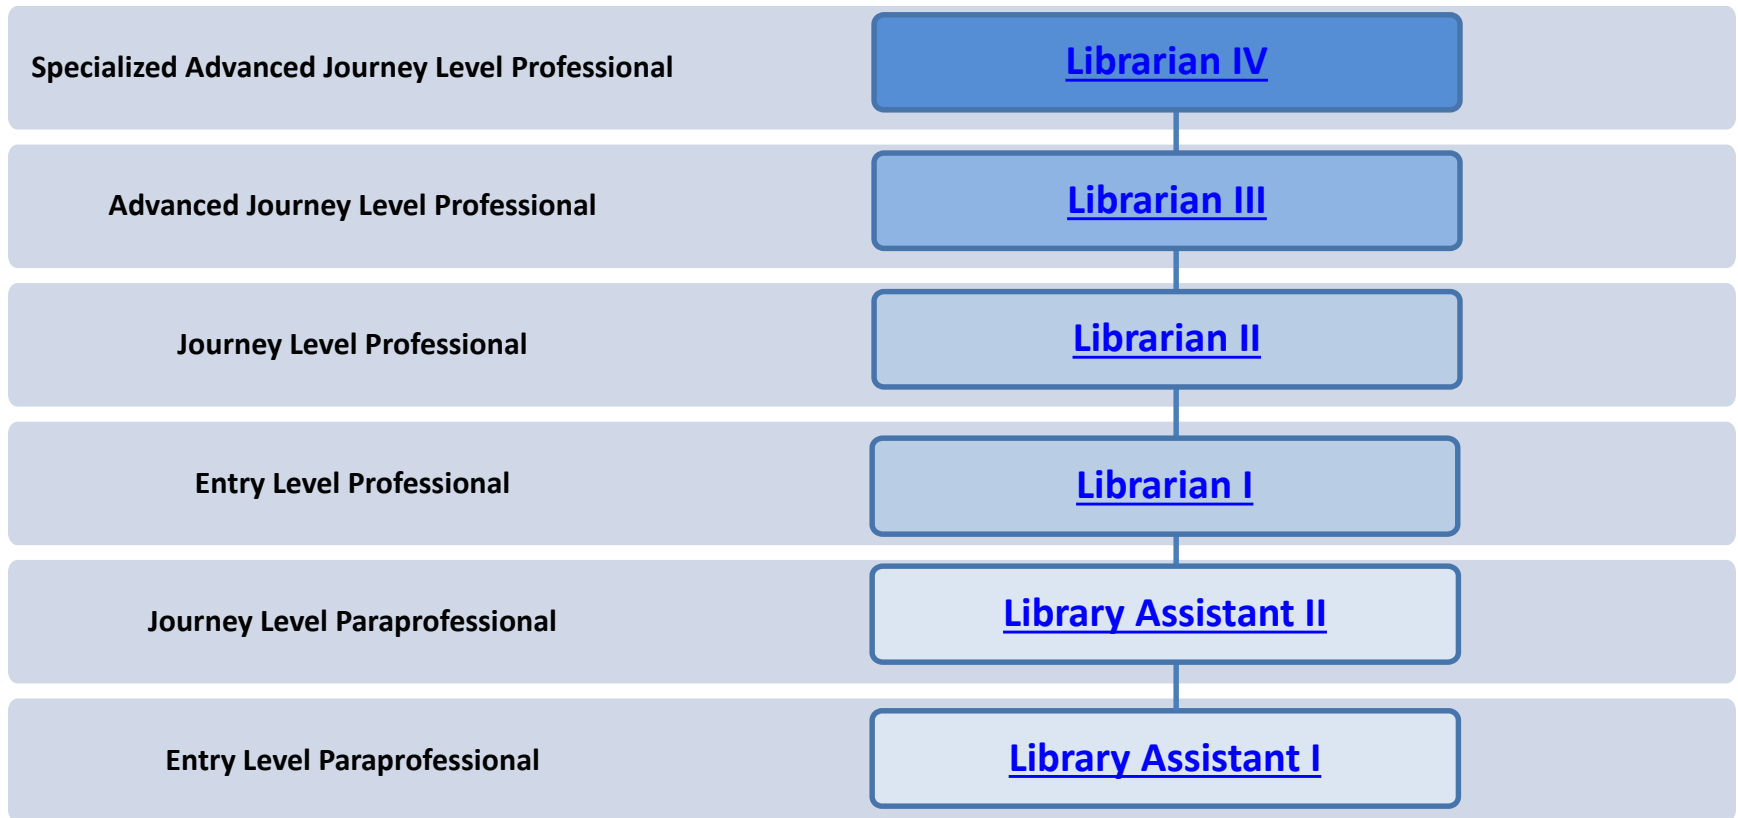 Specialized Advanced Journey Level Professional
Librarian IV
Advanced Journey Level Professional
Librarian III
Journey Level Professional
Librarian II
Entry Level Professional
Librarian I
Journey Level Paraprofessional
Library Assistant II
Entry Level Paraprofessional
Library Assistant I